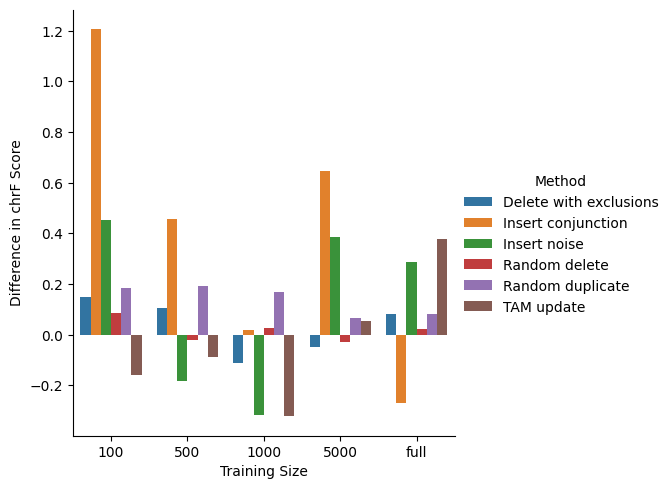 Difference in chrF Score
1.2
1.0
0.8
0.6
0.4
0.2
0.0
−0.2
100
500
1000
5000
full
Training Size
Method
Delete with exclusions
Insert conjunction
Insert noise
Random delete
Random duplicate
TAM update